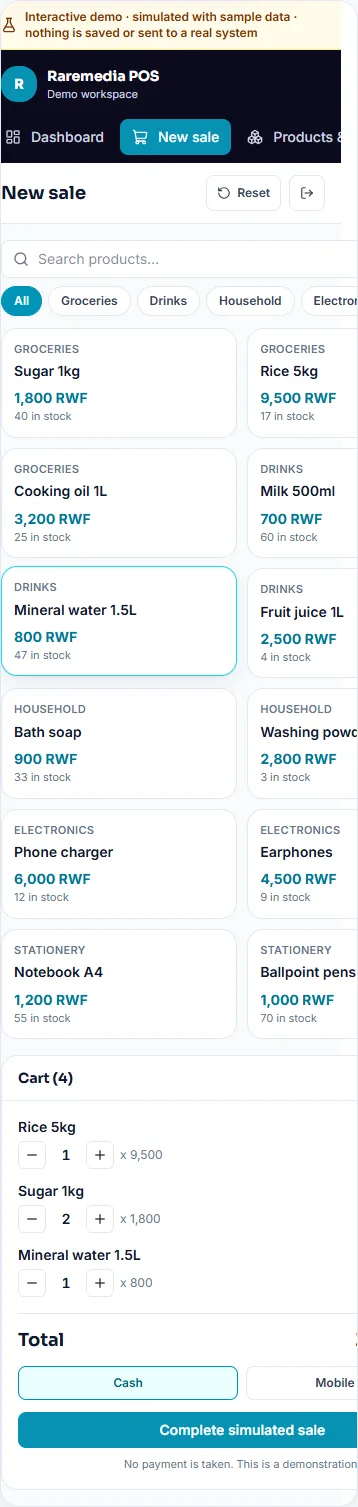 Interactive demo · simulated with sample data ·
nothing is saved or sent to a real system
R
Raremedia POS
Demo workspace
Dashboard
New sale
Products &
New sale
Reset
Search products...
All
Groceries
Drinks
Household
Electron
GROCERIES
Sugar 1kg
1,800 RWF
40 in stock
GROCERIES
Rice 5kg
9,500 RWF
17 in stock
GROCERIES
Cooking oil 1L
3,200 RWF
25 in stock
DRINKS
Milk 500ml
700 RWF
60 in stock
DRINKS
Mineral water 1.5L
800 RWF
47 in stock
DRINKS
Fruit juice 1L
2,500 RWF
4 in stock
HOUSEHOLD
Bath soap
900 RWF
33 in stock
HOUSEHOLD
Washing powd
2,800 RWF
3 in stock
ELECTRONICS
Phone charger
6,000 RWF
12 in stock
ELECTRONICS
Earphones
4,500 RWF
9 in stock
STATIONERY
Notebook A4
1,200 RWF
55 in stock
STATIONERY
Ballpoint pens
1,000 RWF
70 in stock
Cart (4)
Rice 5kg
− 1 + x 9,500
Sugar 1kg
− 2 + x 1,800
Mineral water 1.5L
− 1 + x 800
Total
Cash
Mobile
Complete simulated sale
No payment is taken. This is a demonstration